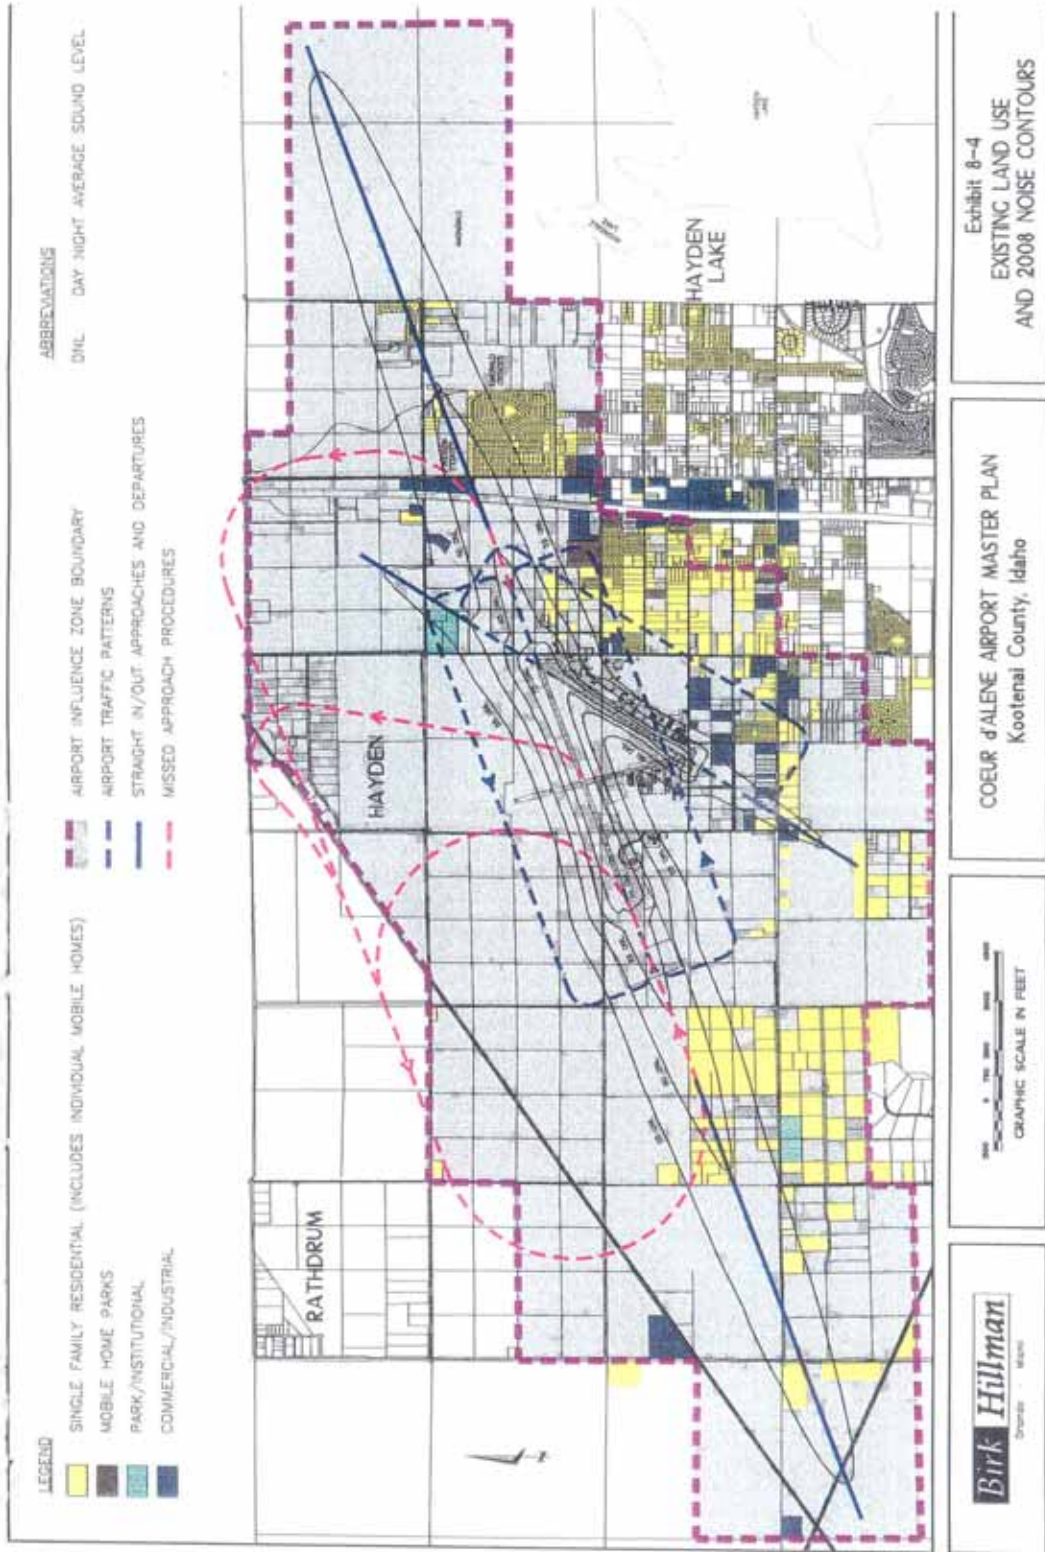 LEGEND
SINGLE FAMILY RESIDENTIAL (INCLUDES INDIVIDUAL MOBILE HOMES)
MOBILE HOME PARKS
PARK/INSTITUTIONAL
COMMERCIAL/INDUSTRIAL
AIRPORT INFLUENCE ZONE BOUNDARY
AIRPORT TRAFFIC PATTERNS
STRAIGHT IN/OUT APPROACHES AND DEPARTURES
MISSED APPROACH PROCEDURES
ABBREVIATIONS
DNL DAY NIGHT AVERAGE SOUND LEVEL
RATHDRUM
HAYDEN
HAYDEN
LAKE
Birk Hillman
Orlando Miami
GRAPHIC SCALE IN FEET
COEUR d'ALENE AIRPORT MASTER PLAN
Kootenai County, Idaho
Exhibit 8-4
EXISTING LAND USE
AND 2008 NOISE CONTOURS